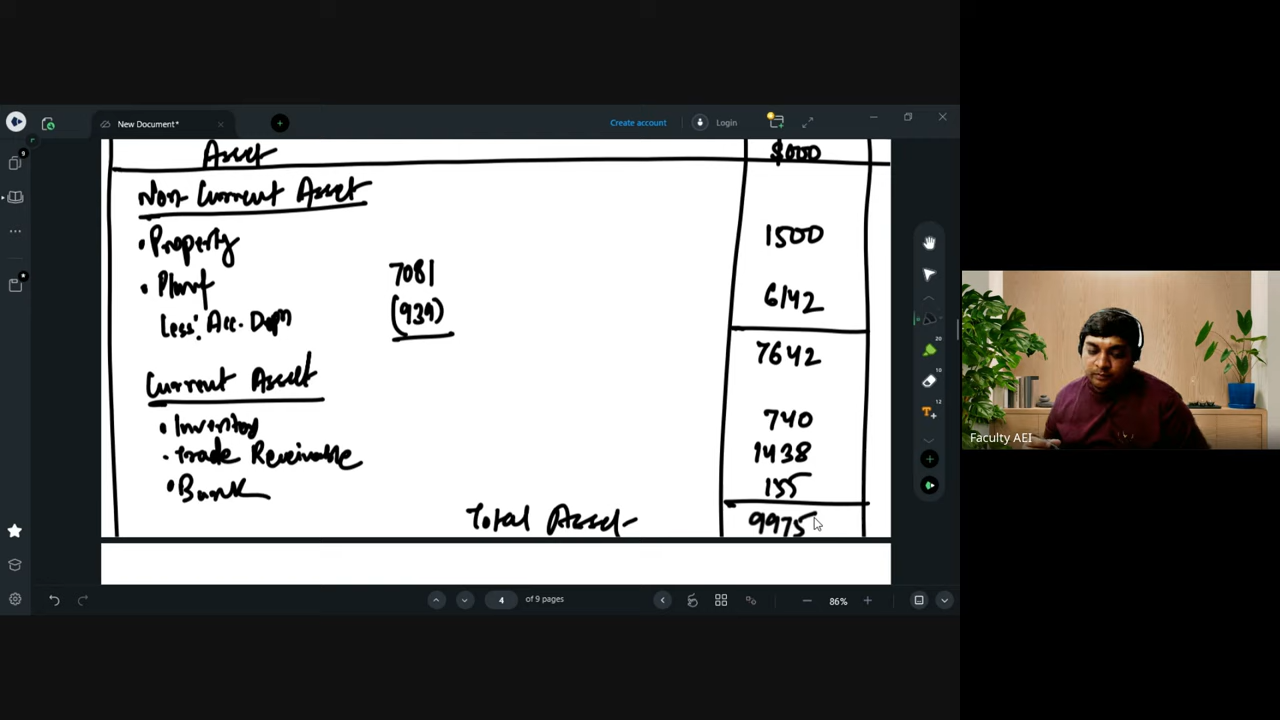 New Document*
Create account
Login
Asset $000
Non Current Asset
• Property 1500
• Plant 7081 6142
Less: Acc. Depn (939)
7642
Current Asset
• Inventory 740
• Trade Receivable 1438
• Bank 155
Total Asset 9975
Faculty AEI
4 of 9 pages
86%